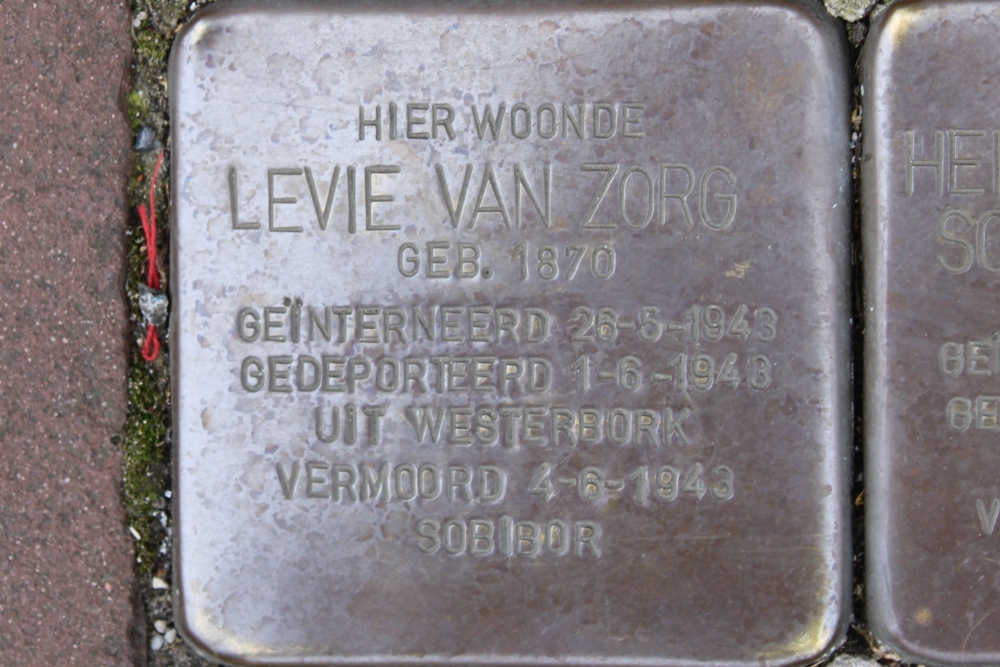 HIER WOONDE
LEVIE VAN ZORG
GEB. 1870
GEÏNTERNEERD 26-5-1943
GEDEPORTEERD 1-6-1943
UIT WESTERBORK
VERMOORD 4-6-1943
SOBIBOR